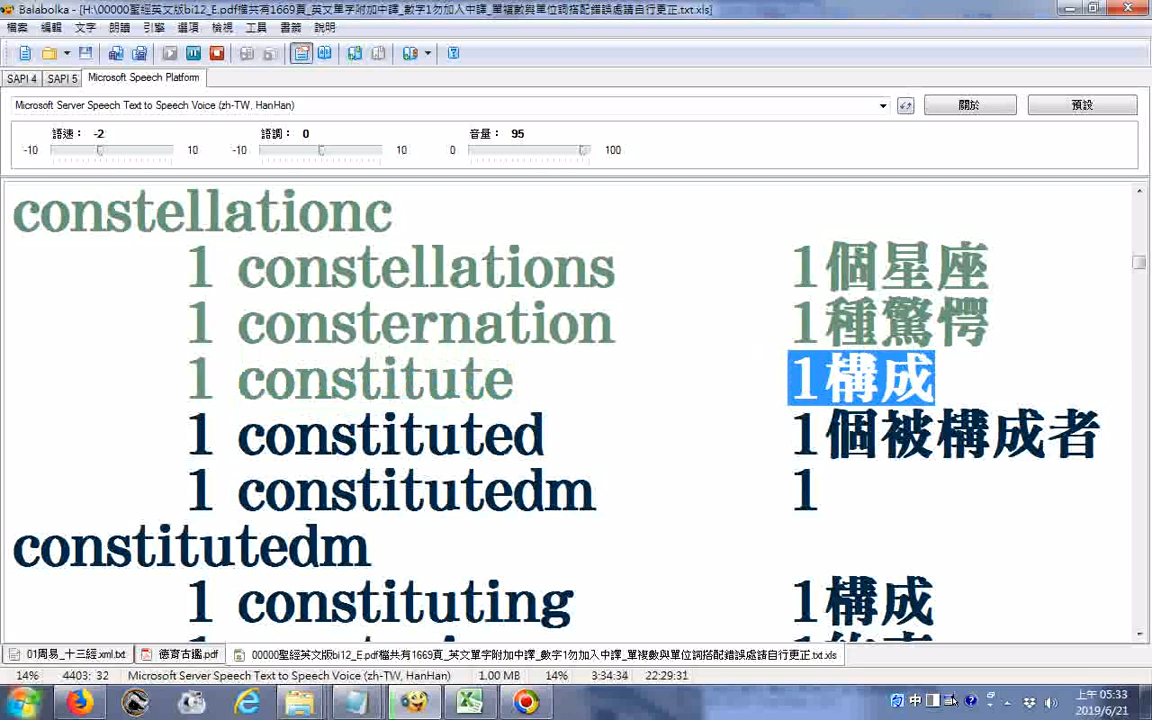 Balabolka - [H:\00000聖經英文版bi12_E.pdf檔共有1669頁_英文單字附加中譯_數字1勿加入中譯_單複數與單位詞搭配錯誤處請自行更正.txt.xls]
檔案 編輯 文字 朗讀 引擎 選項 檢視 工具 書籤 說明
SAPI 4 SAPI 5 Microsoft Speech Platform
Microsoft Server Speech Text to Speech Voice (zh-TW, HanHan) 關於 預設
語速： -2 語調： 0 音量： 95
-10 10 -10 10 0 100
constellationc
1 constellations 1個星座
1 consternation 1種驚愕
1 constitute 1構成
1 constituted 1個被構成者
1 constitutedm 1
constitutedm
1 constituting 1構成
01周易_十三經.xml.txt 德育古鑑.pdf 00000聖經英文版bi12_E.pdf檔共有1669頁_英文單字附加中譯_數字1勿加入中譯_單複數與單位詞搭配錯誤處請自行更正.txt.xls
14% 4403: 32 Microsoft Server Speech Text to Speech Voice (zh-TW, HanHan) 1.00 MB 14% 3:34:34 22:29:31
中 上午 05:33
2019/6/21